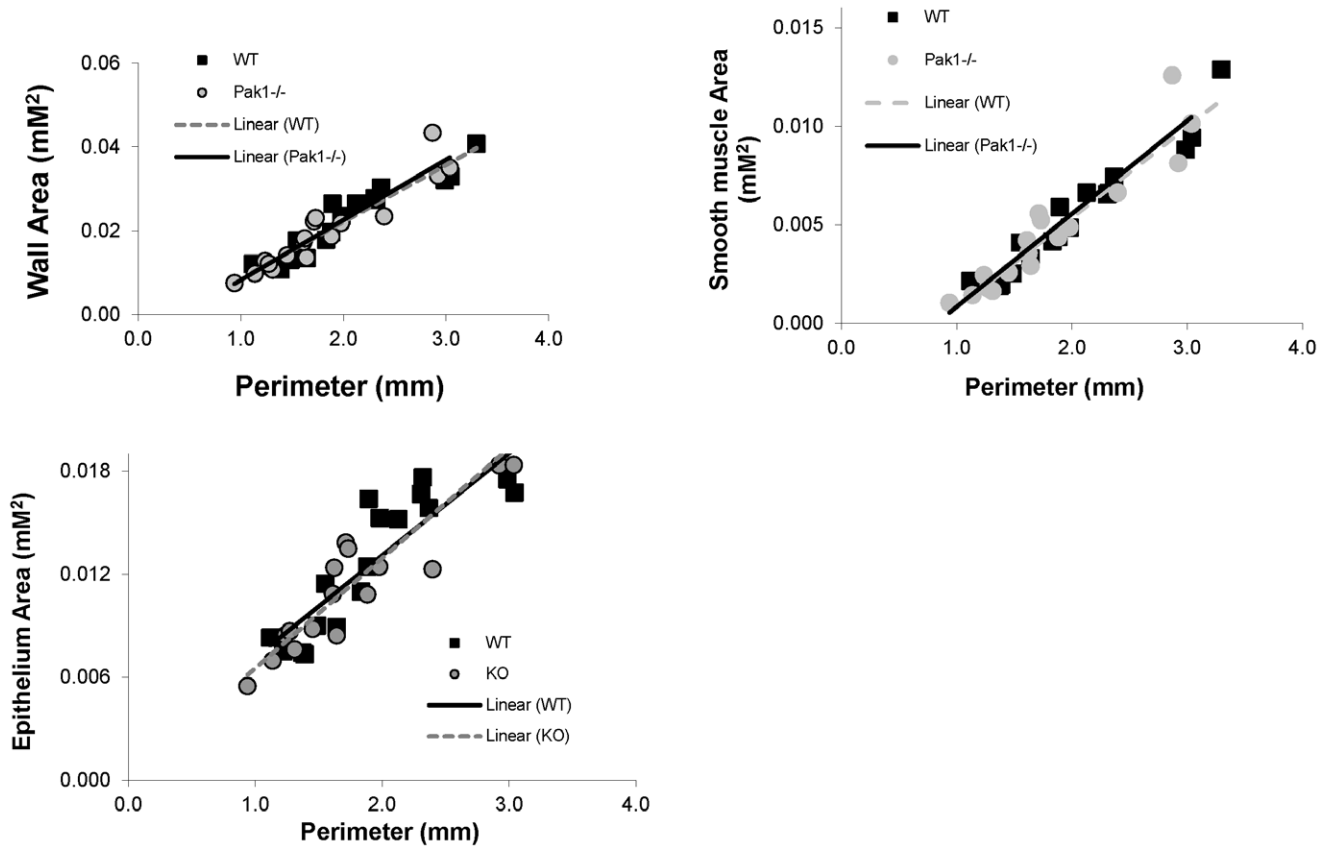 WT
Pak1-/-
Linear (WT)
Linear (Pak1-/-)
0.06
0.04
0.02
0.00
0.0 1.0 2.0 3.0 4.0
Wall Area (mM²)
Perimeter (mm)
WT
Pak1-/-
Linear (WT)
Linear (Pak1-/-)
0.015
0.010
0.005
0.000
0.0 1.0 2.0 3.0 4.0
Smooth muscle Area
(mM²)
Perimeter (mm)
0.018
0.012
0.006
0.000
0.0 1.0 2.0 3.0 4.0
Epithelium Area (mM²)
WT
KO
Linear (WT)
Linear (KO)
Perimeter (mm)